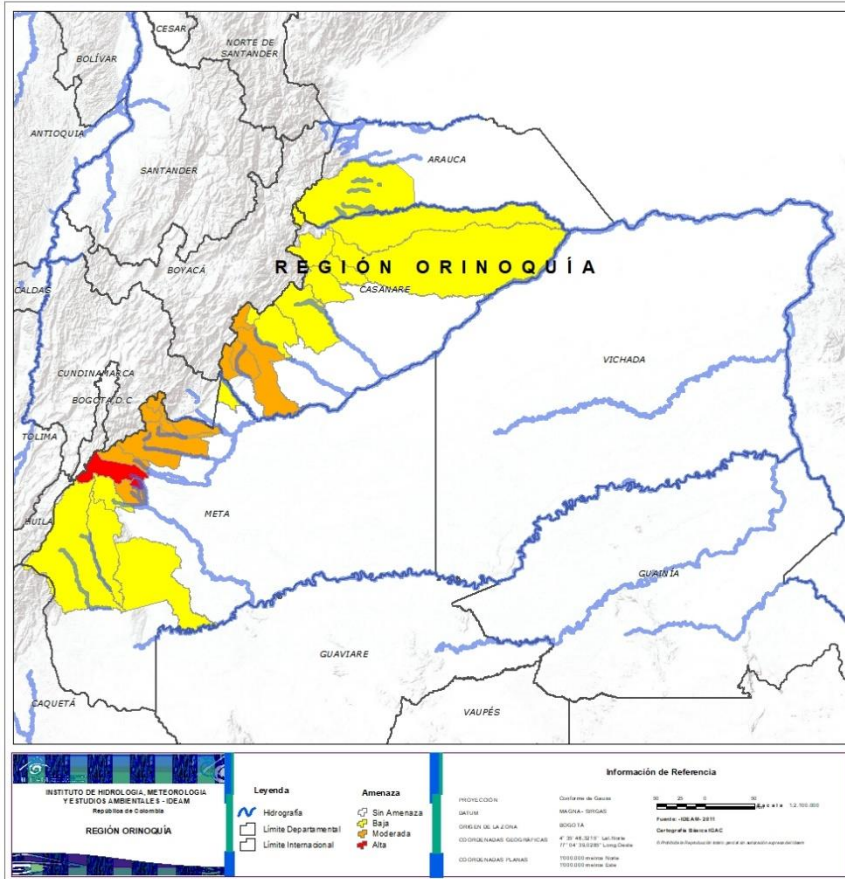 CESAR
NORTE DE
SANTANDER
BOLÍVAR
ANTIOQUIA
ARAUCA
SANTANDER
REGIÓN ORINOQUÍA
BOYACÁ
CALDAS
CASANARE
VICHADA
CUNDINAMARCA
BOGOTÁ, D.C
TOLIMA
META
HUILA
GUAINÍA
GUAVIARE
CAQUETÁ
VAUPÉS
INSTITUTO DE HIDROLOGIA, METEOROLOGIA
Y ESTUDIOS AMBIENTALES - IDEAM
República de Colombia
REGIÓN ORINOQUÍA
Leyenda
Hidrografía
Límite Departamental
Límite Internacional
Amenaza
Sin Amenaza
Baja
Moderada
Alta
Información de Referencia
PROYECCION Conforme de Gauss
DATUM MAGNA - SIRGAS
ORIGEN DE LA ZONA BOGOTA
COORDENADAS GEOGRAFICAS
COORDENADAS PLANAS
Escala
Fuente: -IDEAM- 2011
Cartografía Básica IGAC